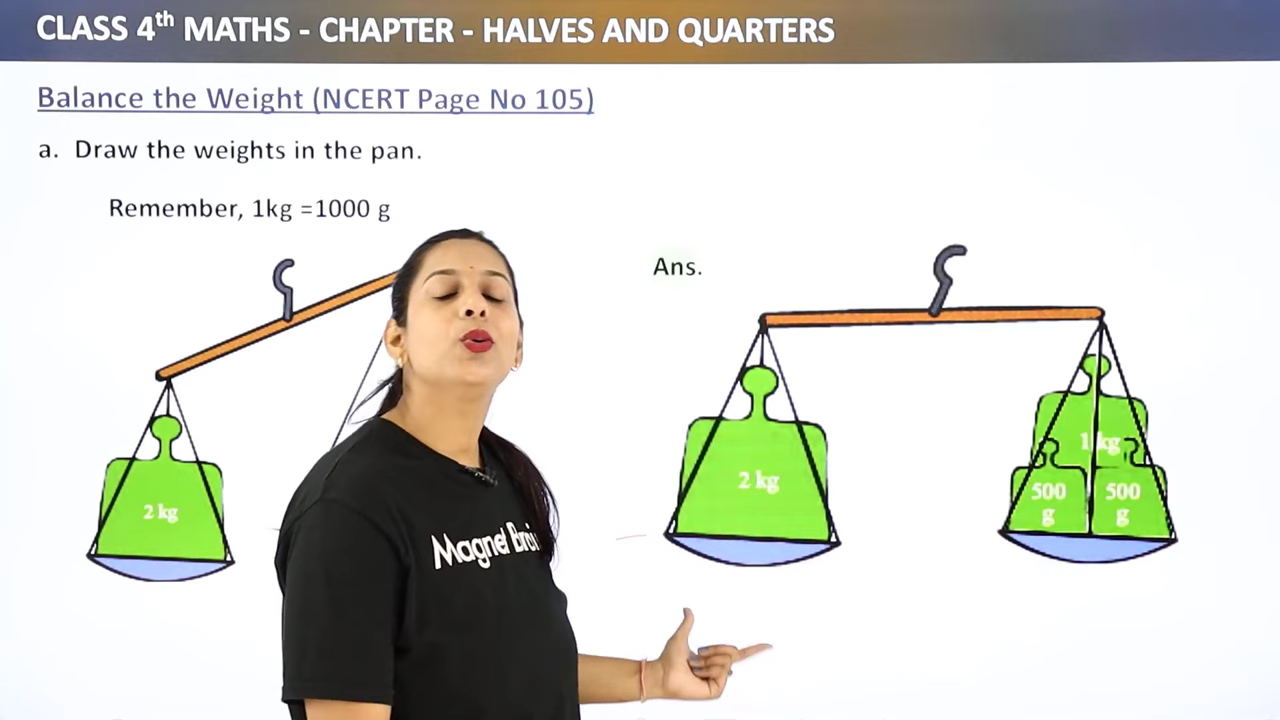 CLASS 4th MATHS - CHAPTER - HALVES AND QUARTERS
Balance the Weight (NCERT Page No 105)
a. Draw the weights in the pan.
Remember, 1kg =1000 g
Ans.
2 kg
2 kg
1 kg
500 g
500 g
Magnet Brai